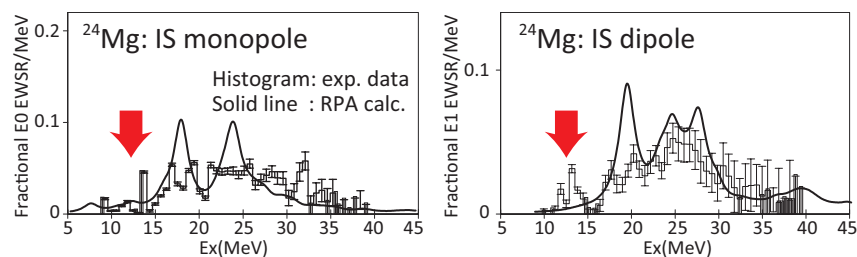 Fractional E0 EWSR/MeV
0.2
0.1
0
²⁴Mg: IS monopole
Histogram: exp. data
Solid line : RPA calc.
5 10 15 20 25 30 35 40 45
Ex(MeV)
Fractional E1 EWSR/MeV
0.1
0
²⁴Mg: IS dipole
5 10 15 20 25 30 35 40 45
Ex(MeV)